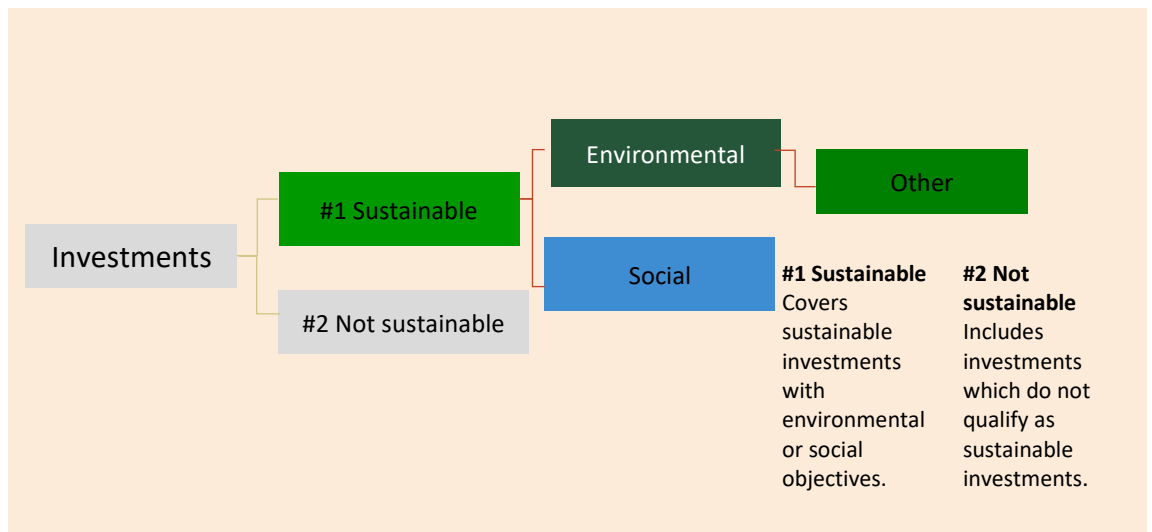 Investments
#1 Sustainable
#2 Not sustainable
Environmental
Social
Other
#1 Sustainable
Covers
sustainable
investments
with
environmental
or social
objectives.
#2 Not
sustainable
Includes
investments
which do not
qualify as
sustainable
investments.